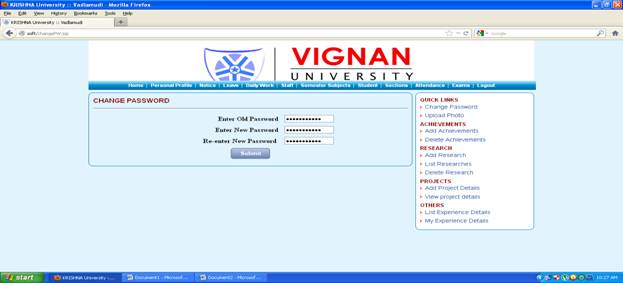 KRISHNA University :: Vadlamudi - Mozilla Firefox
File Edit View History Bookmarks Tools Help
KRISHNA University :: Vadlamudi
soft/changePW.jsp
Google
VIGNAN
UNIVERSITY
Home | Personal Profile | Notice | Leave | Daily Work | Staff | Semester Subjects | Student | Sections | Attendance | Exams | Logout
CHANGE PASSWORD
Enter Old Password
Enter New Password
Re-enter New Password
Submit
QUICK LINKS
Change Password
Upload Photo
ACHIEVEMENTS
Add Achievements
Delete Achievements
RESEARCH
Add Research
List Researches
Delete Research
PROJECTS
Add Project Details
View project details
OTHERS
List Experience Details
My Experience Details
start
KRISHNA University -...
Document1 - Microsof...
Document2 - Microsof...
10:27 AM